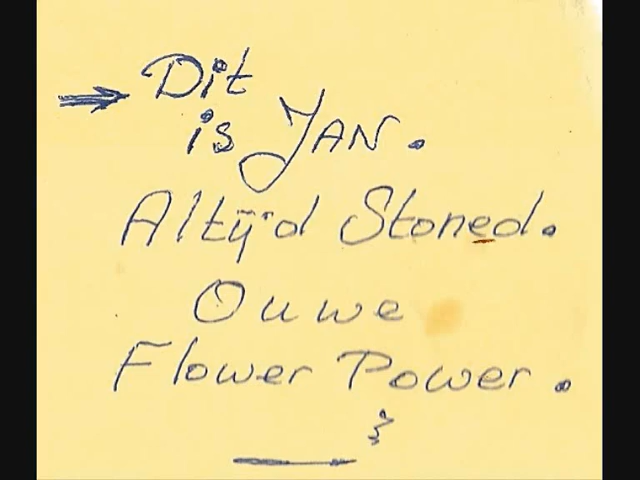 → Dit
is JAN.
Altijd Stoned.
Ouwe
Flower Power.